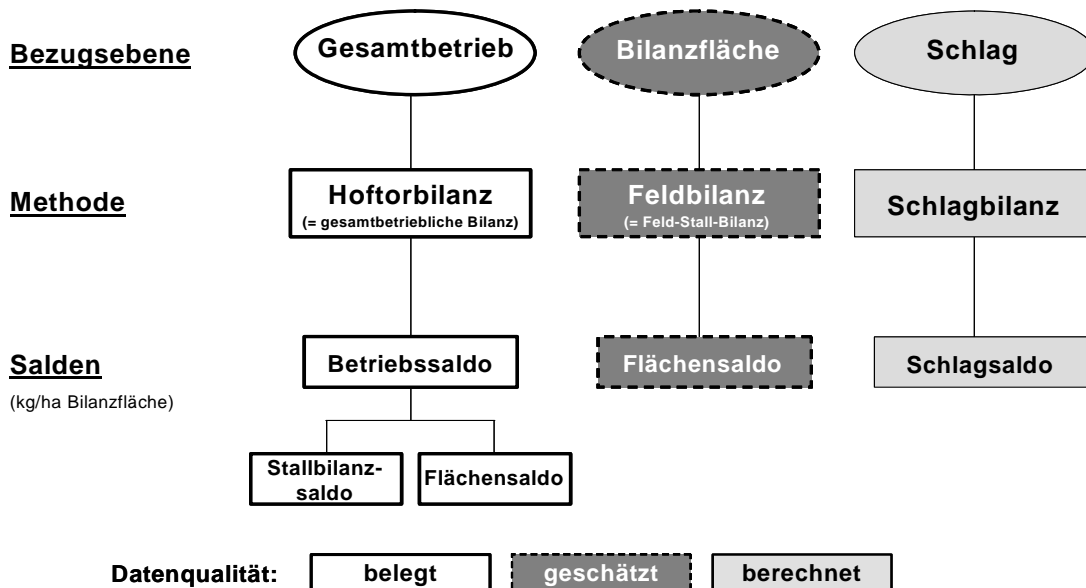 Bezugsebene
Gesamtbetrieb
Bilanzfläche
Schlag
Methode
Hoftorbilanz
(= gesamtbetriebliche Bilanz)
Feldbilanz
(= Feld-Stall-Bilanz)
Schlagbilanz
Salden
(kg/ha Bilanzfläche)
Betriebssaldo
Flächensaldo
Schlagsaldo
Stallbilanz-
saldo
Flächensaldo
Datenqualität:
belegt
geschätzt
berechnet